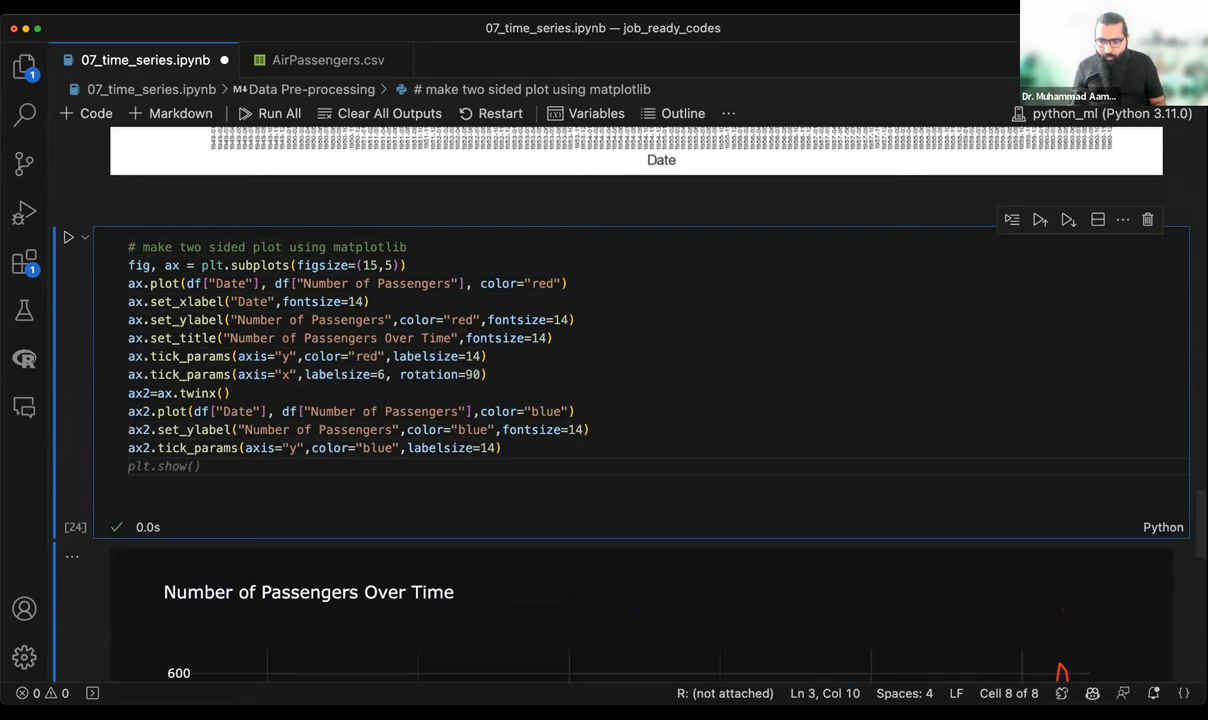 07_time_series.ipynb — job_ready_codes
07_time_series.ipynb
AirPassengers.csv
Dr. Muhammad Aam...
07_time_series.ipynb > M↓Data Pre-processing > # make two sided plot using matplotlib
+ Code + Markdown Run All Clear All Outputs Restart Variables Outline ...
python_ml (Python 3.11.0)
1
1
Date
# make two sided plot using matplotlib
fig, ax = plt.subplots(figsize=(15,5))
ax.plot(df["Date"], df["Number of Passengers"], color="red")
ax.set_xlabel("Date",fontsize=14)
ax.set_ylabel("Number of Passengers",color="red",fontsize=14)
ax.set_title("Number of Passengers Over Time",fontsize=14)
ax.tick_params(axis="y",color="red",labelsize=14)
ax.tick_params(axis="x",labelsize=6, rotation=90)
ax2=ax.twinx()
ax2.plot(df["Date"], df["Number of Passengers"],color="blue")
ax2.set_ylabel("Number of Passengers",color="blue",fontsize=14)
ax2.tick_params(axis="y",color="blue",labelsize=14)
plt.show()
[24] 0.0s Python
...
Number of Passengers Over Time
600
0 0 R: (not attached) Ln 3, Col 10 Spaces: 4 LF Cell 8 of 8